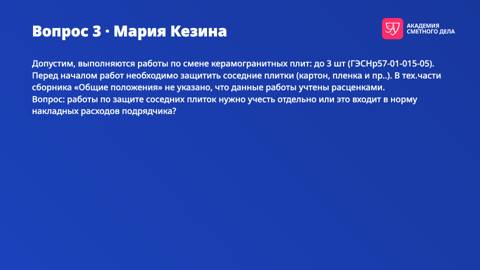 Вопрос 3 · Мария Кезина
АКАДЕМИЯ
СМЕТНОГО ДЕЛА
Допустим, выполняются работы по смене керамогранитных плит: до 3 шт (ГЭСНр57-01-015-05).
Перед началом работ необходимо защитить соседние плитки (картон, пленка и пр..). В тех.части
сборника «Общие положения» не указано, что данные работы учтены расценками.
Вопрос: работы по защите соседних плиток нужно учесть отдельно или это входит в норму
накладных расходов подрядчика?